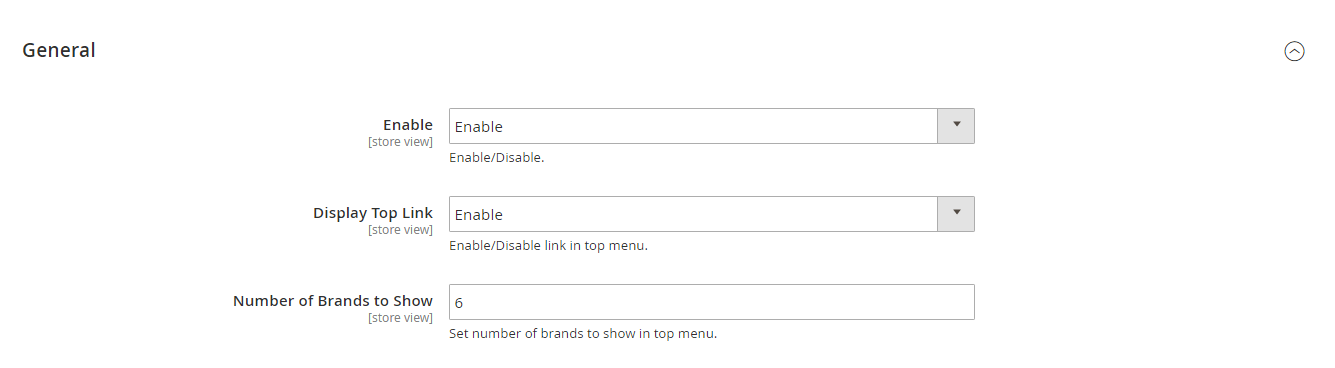 General
Enable
[store view]
Enable
Enable/Disable.
Display Top Link
[store view]
Enable
Enable/Disable link in top menu.
Number of Brands to Show
[store view]
6
Set number of brands to show in top menu.